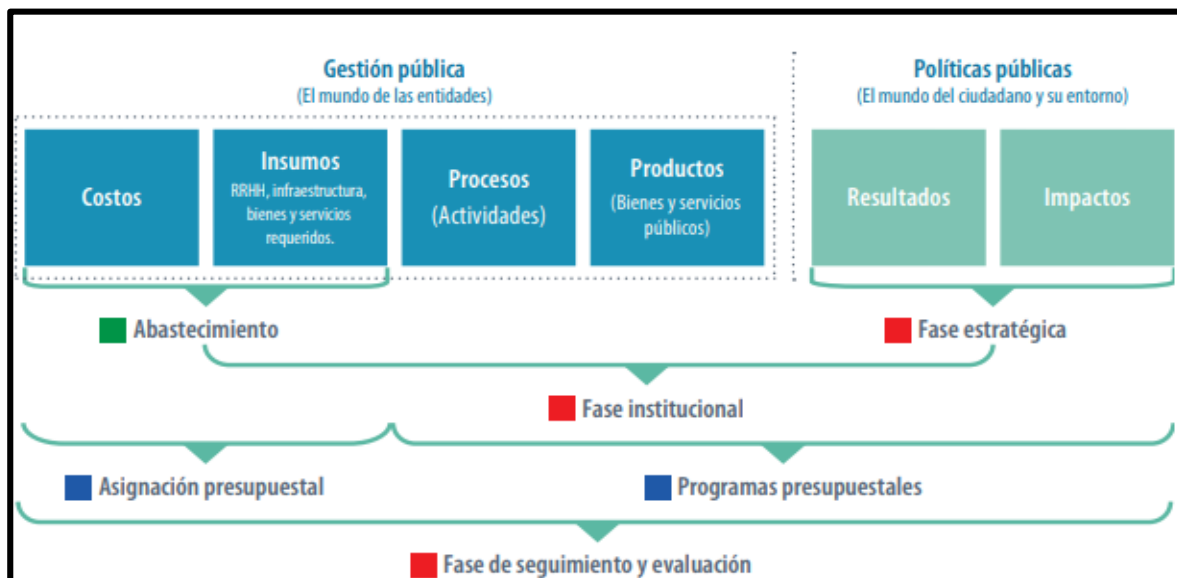 Gestión pública
(El mundo de las entidades)
Políticas públicas
(El mundo del ciudadano y su entorno)
Costos
Insumos
RRHH, infraestructura,
bienes y servicios
requeridos.
Procesos
(Actividades)
Productos
(Bienes y servicios
públicos)
Resultados
Impactos
Abastecimiento
Fase estratégica
Fase institucional
Asignación presupuestal
Programas presupuestales
Fase de seguimiento y evaluación